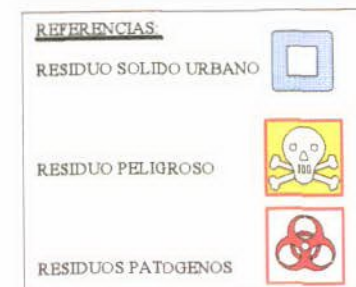 REFERENCIAS:
RESIDUO SOLIDO URBANO
RESIDUO PELIGROSO
RESIDUOS PATOGENOS